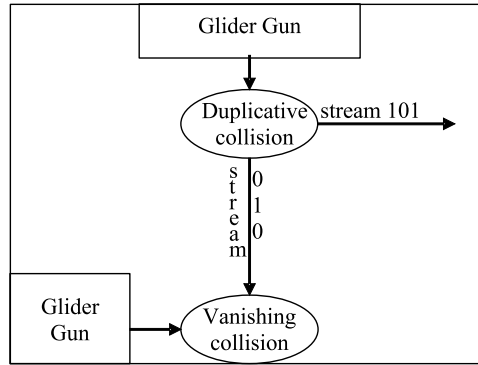 Glider Gun
Duplicative
collision
stream 101
stream
010
Glider
Gun
Vanishing
collision